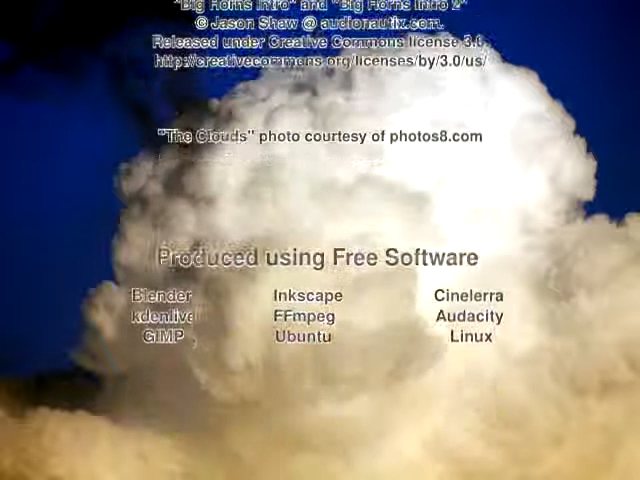 "Big Horns Intro" and "Big Horns Intro 2"
© Jason Shaw @ audionautix.com.
Released under Creative Commons license 3.0
http://creativecommons.org/licenses/by/3.0/us/
"The Clouds" photo courtesy of photos8.com
Produced using Free Software
Blender Inkscape Cinelerra
kdenlive FFmpeg Audacity
GIMP Ubuntu Linux